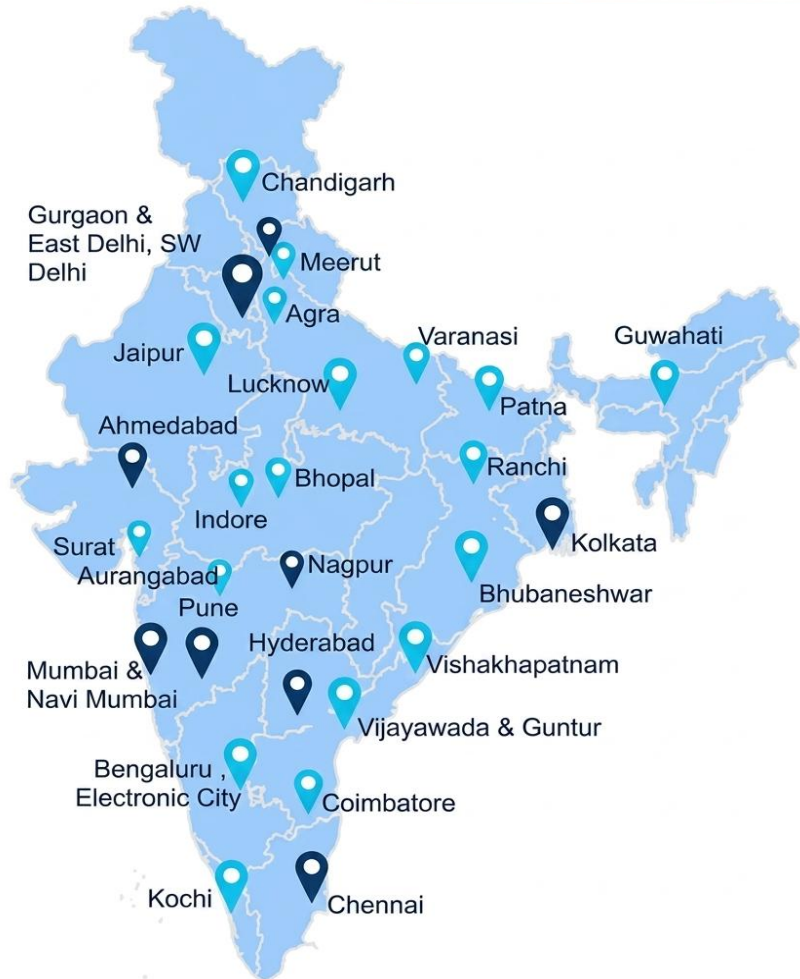 Chandigarh
Gurgaon &
East Delhi, SW
Delhi
Meerut
Agra
Varanasi
Guwahati
Jaipur
Lucknow
Patna
Ahmedabad
Bhopal
Ranchi
Indore
Surat
Kolkata
Aurangabad
Nagpur
Bhubaneshwar
Pune
Hyderabad
Mumbai &
Navi Mumbai
Vishakhapatnam
Vijayawada & Guntur
Bengaluru ,
Electronic City
Coimbatore
Kochi
Chennai